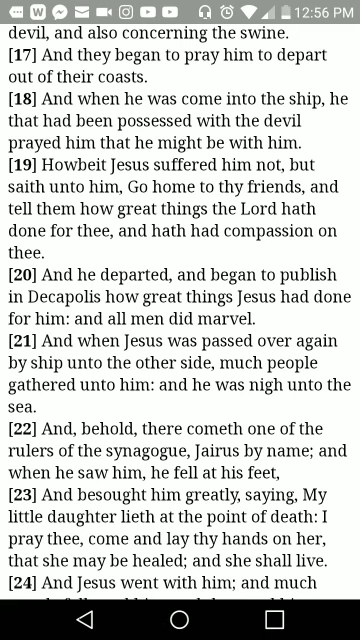 12:56 PM
devil, and also concerning the swine.
[17] And they began to pray him to depart
out of their coasts.
[18] And when he was come into the ship, he
that had been possessed with the devil
prayed him that he might be with him.
[19] Howbeit Jesus suffered him not, but
saith unto him, Go home to thy friends, and
tell them how great things the Lord hath
done for thee, and hath had compassion on
thee.
[20] And he departed, and began to publish
in Decapolis how great things Jesus had done
for him: and all men did marvel.
[21] And when Jesus was passed over again
by ship unto the other side, much people
gathered unto him: and he was nigh unto the
sea.
[22] And, behold, there cometh one of the
rulers of the synagogue, Jairus by name; and
when he saw him, he fell at his feet,
[23] And besought him greatly, saying, My
little daughter lieth at the point of death: I
pray thee, come and lay thy hands on her,
that she may be healed; and she shall live.
[24] And Jesus went with him; and much